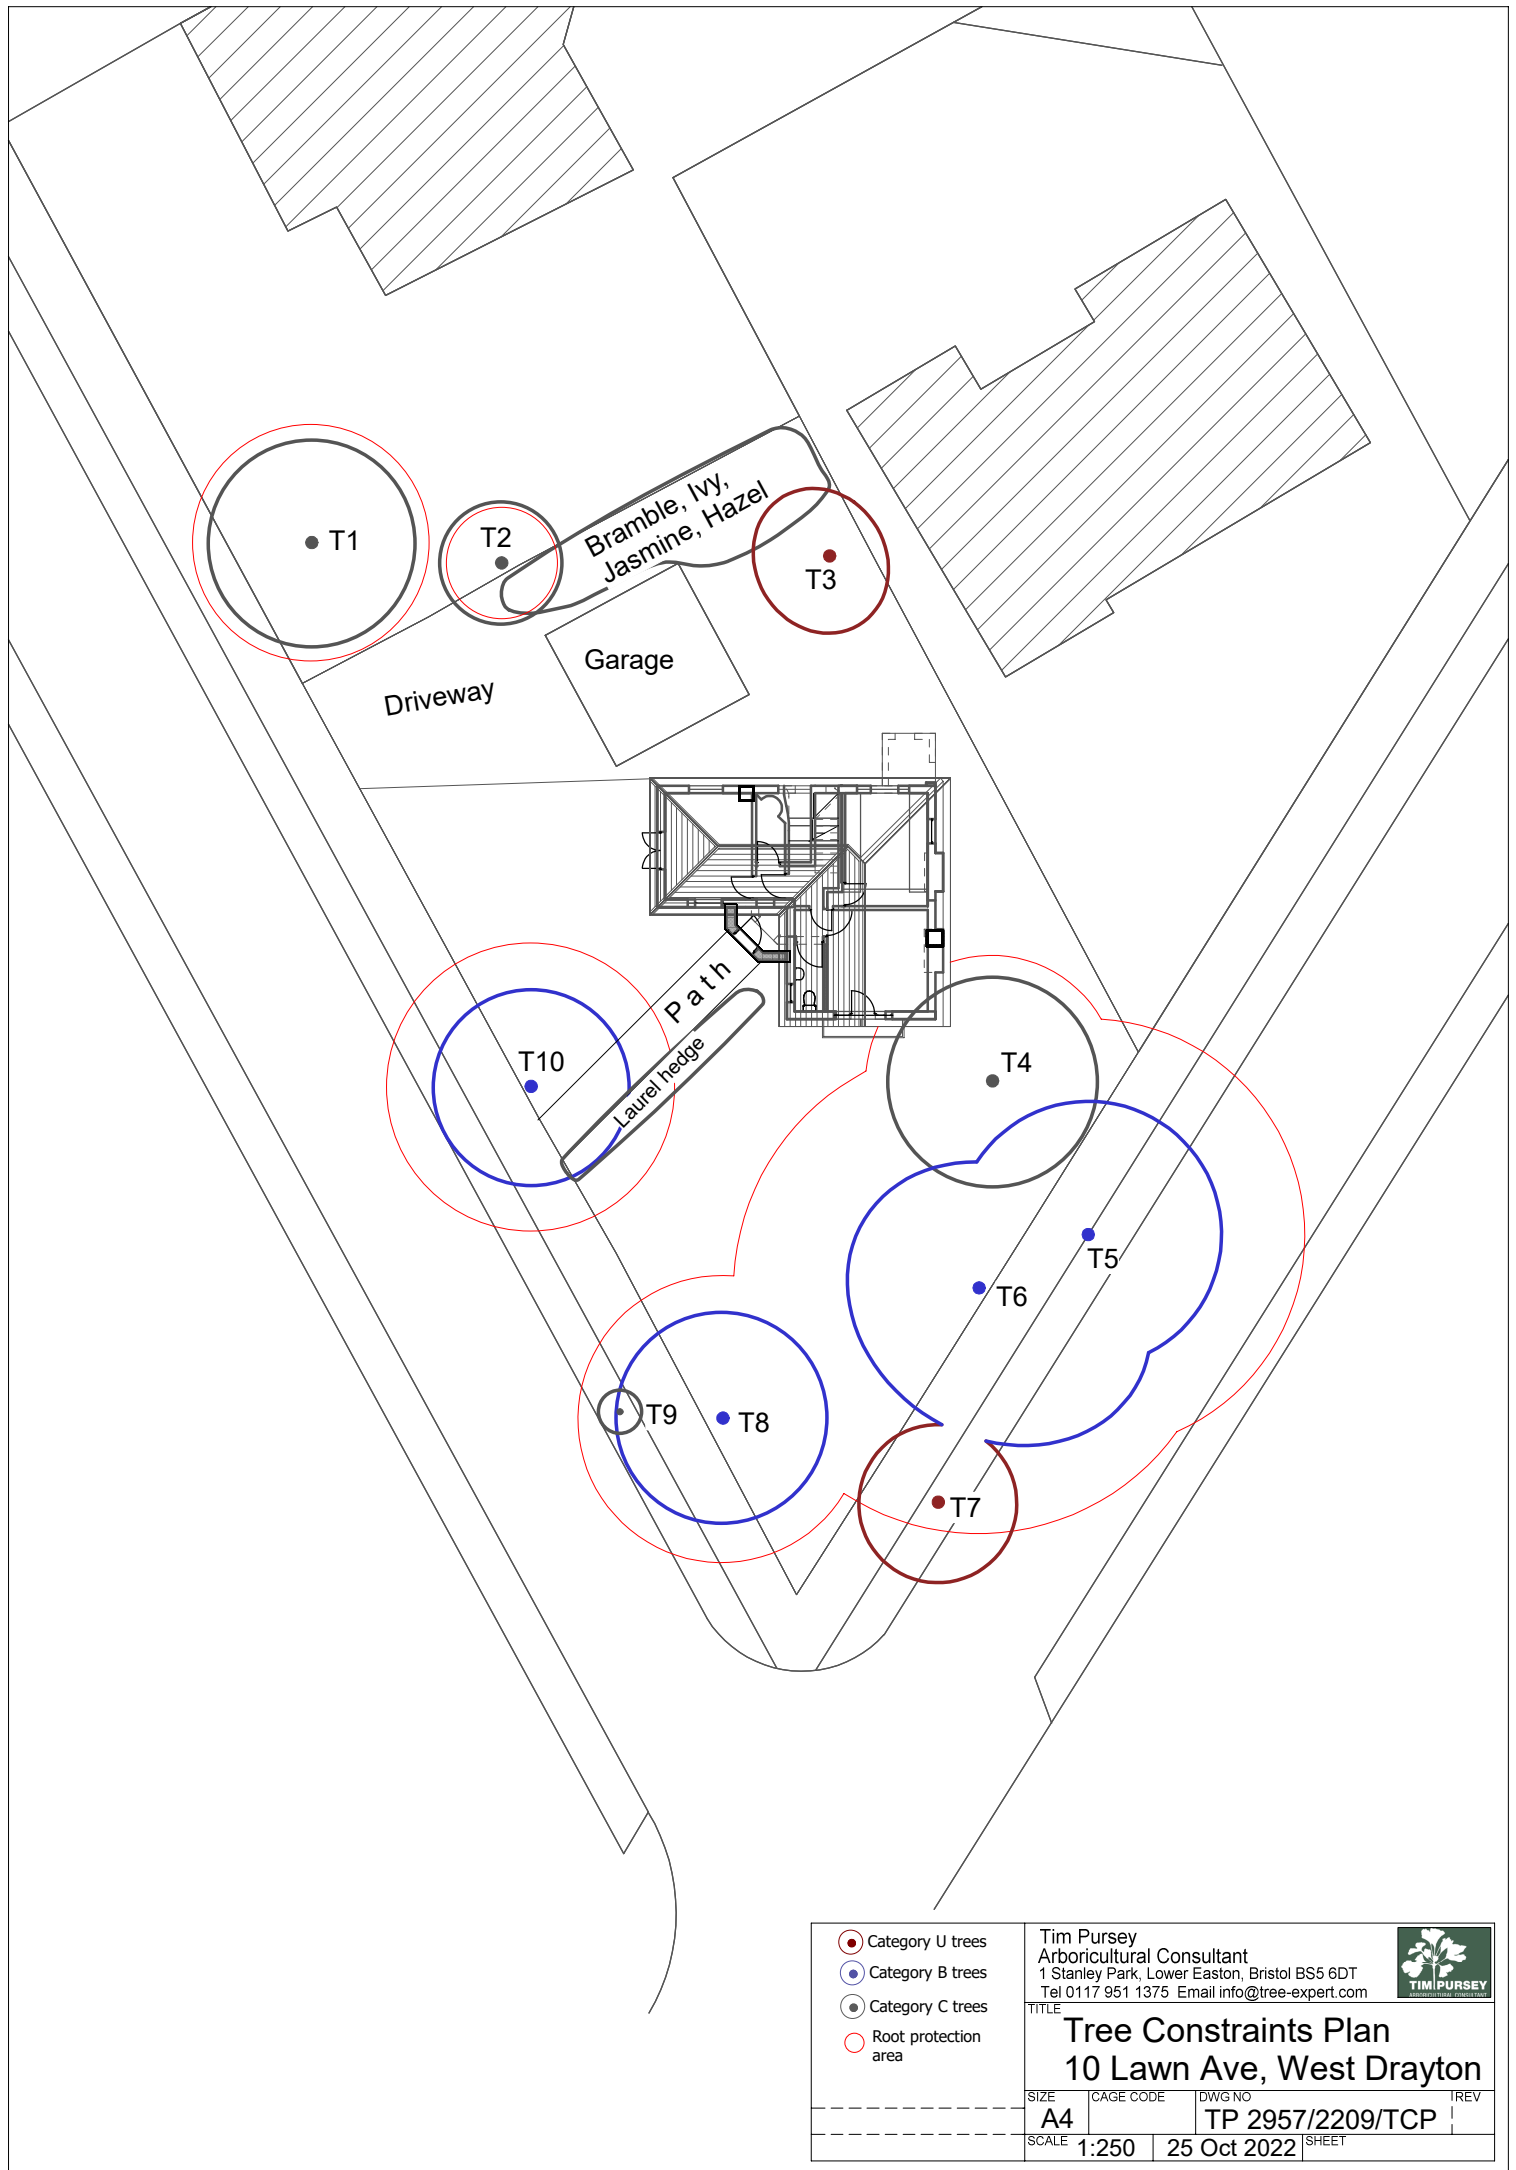 T1
T2
Bramble, Ivy,
Jasmine, Hazel
T3
Garage
Driveway
Path
Laurel hedge
T10
T4
T5
T6
T9
T8
T7
Category U trees
Category B trees
Category C trees
Root protection
area
Tim Pursey
Arboricultural Consultant
1 Stanley Park, Lower Easton, Bristol BS5 6DT
Tel 0117 951 1375 Email info@tree-expert.com
TIM PURSEY
ARBORICULTURAL CONSULTANT
TITLE
Tree Constraints Plan
10 Lawn Ave, West Drayton
SIZE
A4
CAGE CODE
DWG NO
TP 2957/2209/TCP
REV
SCALE 1:250
25 Oct 2022
SHEET